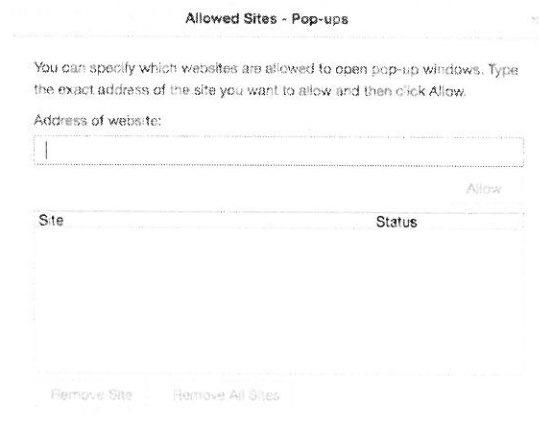 Allowed Sites - Pop-ups
You can specify which websites are allowed to open pop-up windows. Type
the exact address of the site you want to allow and then click Allow.
Address of website:
Allow
Site Status
Remove Site Remove All Sites